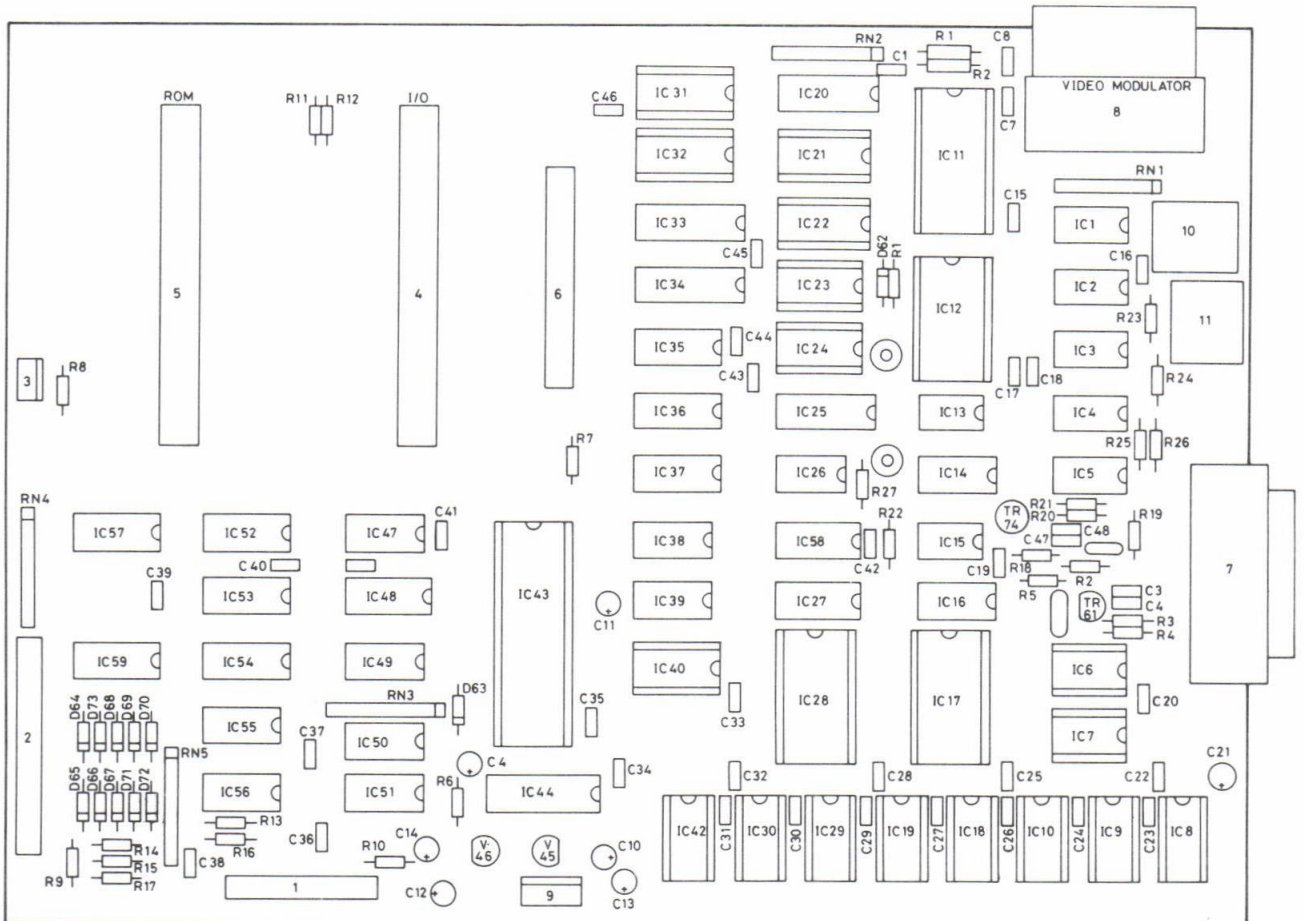 RN2
R1
C8
C1
R2
VIDEO MODULATOR
8
ROM
R11
R12
I/O
C46
IC31
IC20
C7
IC32
IC21
IC11
RN1
C15
IC33
IC22
IC1
10
C45
D62
R1
C16
5
4
6
IC34
IC23
IC12
IC2
R23
11
C44
IC35
IC24
IC3
3
R8
C43
C17
C18
R24
IC36
IC25
IC13
IC4
R7
R25
R26
IC37
IC26
IC14
IC5
RN4
R27
R21
R20
R19
TR
74
C41
R22
IC57
IC52
IC47
IC38
IC58
IC15
C47
C48
C42
C19
R18
R2
7
C40
C39
IC53
IC48
IC43
R5
C3
C4
IC39
IC27
IC16
TR
61
C11
R3
R4
IC59
IC54
IC49
IC40
IC6
D64
D73
D68
D69
D70
RN3
D63
C35
IC28
IC17
C20
C33
2
IC55
C37
IC50
IC7
RN5
C4
D65
D66
D67
D71
D72
C34
C32
C28
C25
C22
C21
IC56
IC51
R6
IC44
R13
R16
C36
C14
IC42
C31
IC30
C30
IC29
C29
IC19
C27
IC18
C26
IC10
C24
IC9
C23
IC8
R14
R15
R17
C38
R10
V-
46
V
45
C10
R9
1
C12
9
C13